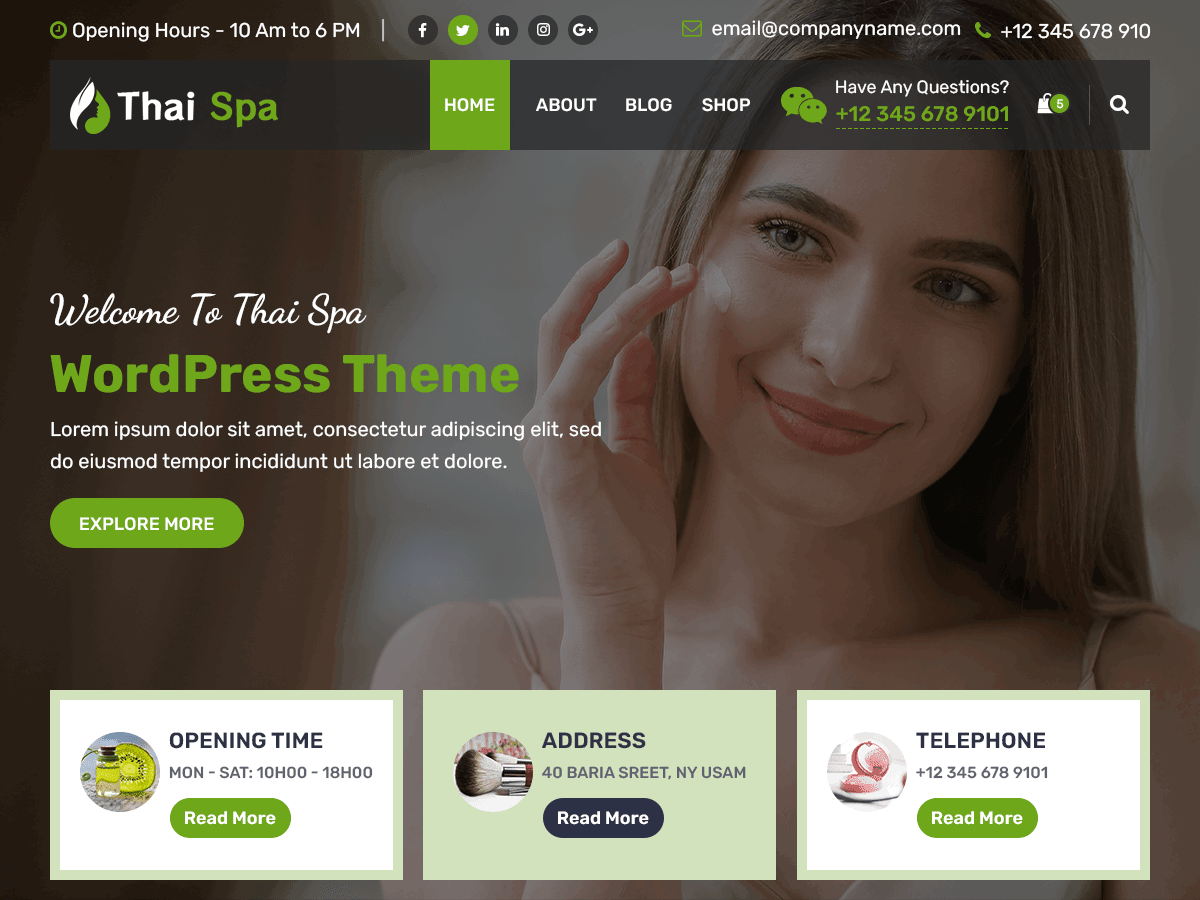 Opening Hours - 10 Am to 6 PM
email@companyname.com
+12 345 678 910
Thai Spa
HOME
ABOUT
BLOG
SHOP
Have Any Questions?
+12 345 678 9101
5
Welcome To Thai Spa
WordPress Theme
Lorem ipsum dolor sit amet, consectetur adipiscing elit, sed
do eiusmod tempor incididunt ut labore et dolore.
EXPLORE MORE
OPENING TIME
MON - SAT: 10H00 - 18H00
Read More
ADDRESS
40 BARIA SREET, NY USAM
Read More
TELEPHONE
+12 345 678 9101
Read More